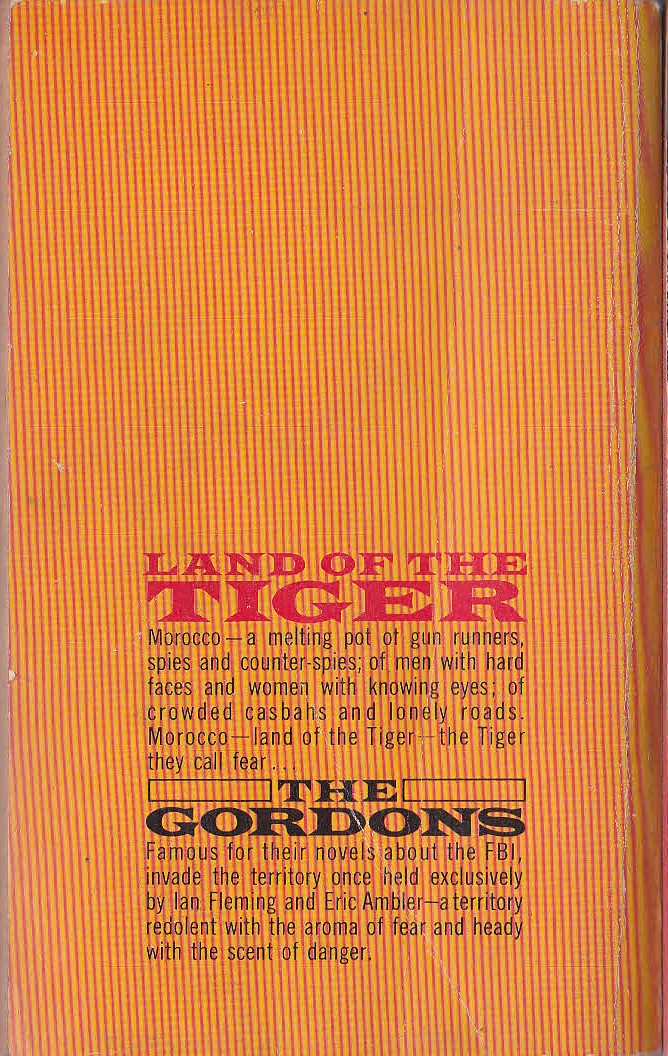 LAND OF THE
TIGER
Morocco—a melting pot of gun runners,
spies and counter-spies; of men with hard
faces and women with knowing eyes; of
crowded casbahs and lonely roads.
Morocco—land of the Tiger—the Tiger
they call fear...
THE
GORDONS
Famous for their novels about the FBI,
invade the territory once held exclusively
by Ian Fleming and Eric Ambler—a territory
redolent with the aroma of fear and heady
with the scent of danger.